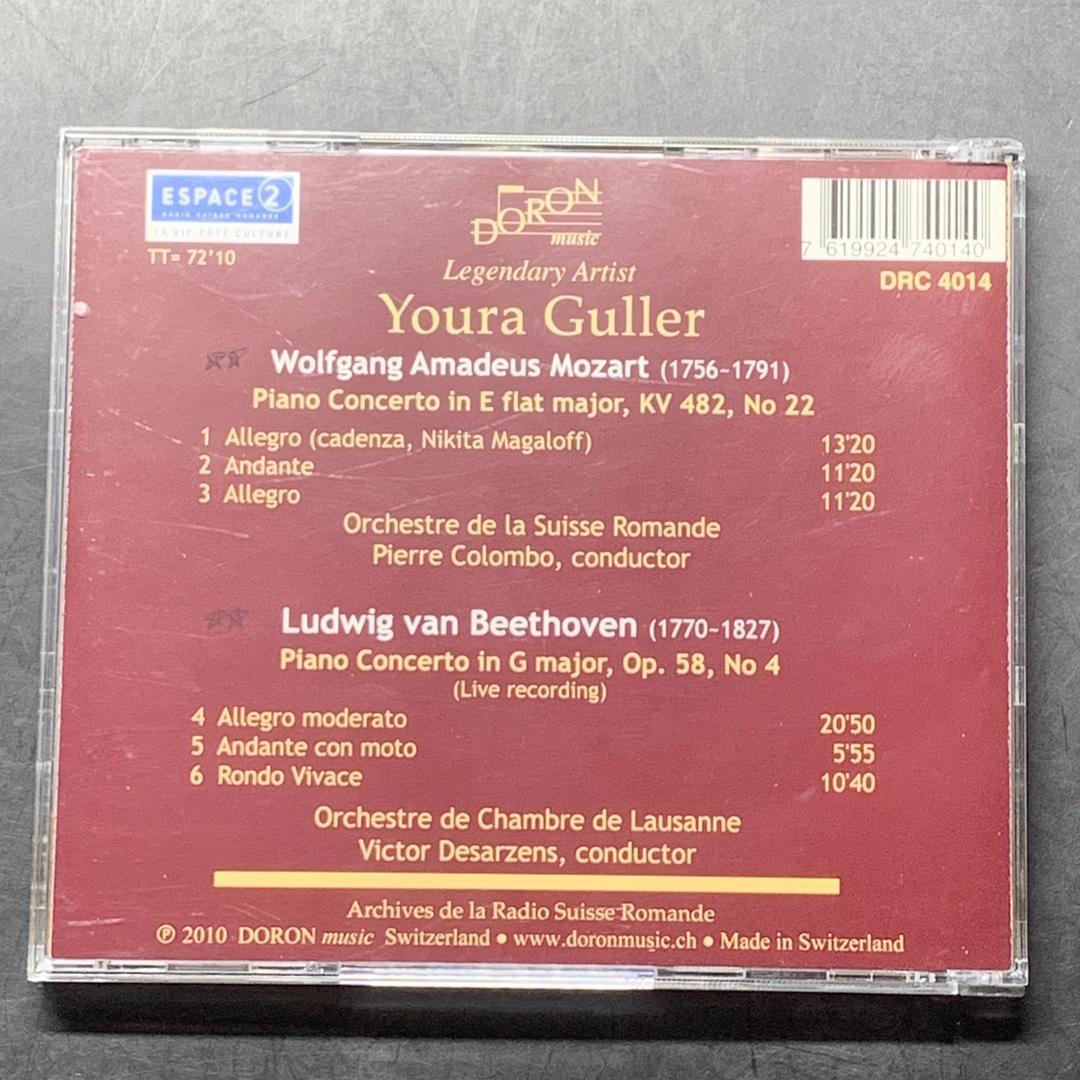 ESPACE 2
RADIO SUISSE ROMANDE
LA VIE CÔTÉ CULTURE
TT= 72'10
DORON
music
7 619924 740140
DRC 4014
Legendary Artist
Youra Guller
Wolfgang Amadeus Mozart (1756~1791)
Piano Concerto in E flat major, KV 482, No 22
1 Allegro (cadenza, Nikita Magaloff) 13'20
2 Andante 11'20
3 Allegro 11'20
Orchestre de la Suisse Romande
Pierre Colombo, conductor
Ludwig van Beethoven (1770~1827)
Piano Concerto in G major, Op. 58, No 4
(Live recording)
4 Allegro moderato 20'50
5 Andante con moto 5'55
6 Rondo Vivace 10'40
Orchestre de Chambre de Lausanne
Victor Desarzens, conductor
Archives de la Radio Suisse Romande
℗ 2010 DORON music Switzerland • www.doronmusic.ch • Made in Switzerland